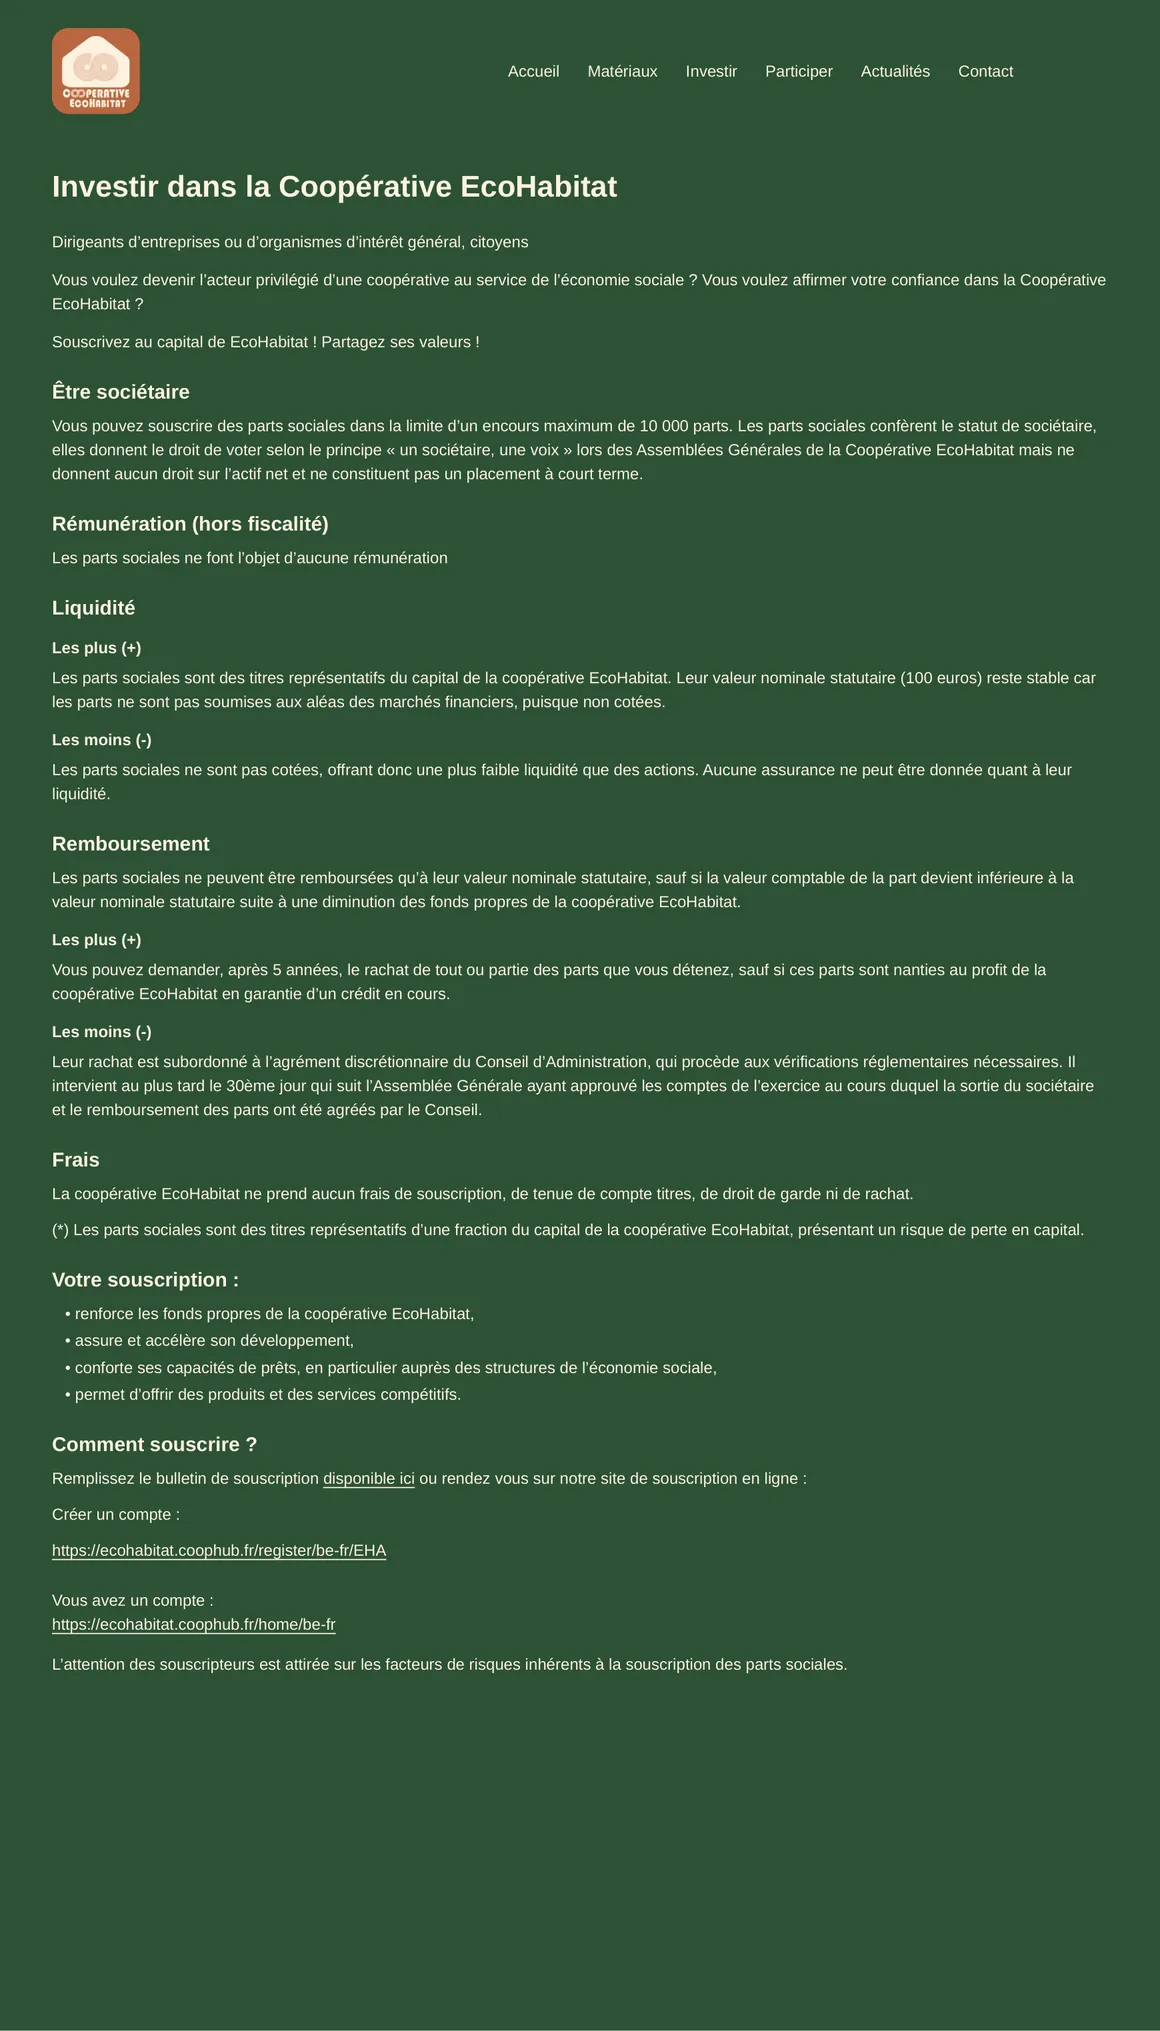 COOPERATIVE
ECOHABITAT
Accueil Matériaux Investir Participer Actualités Contact
Investir dans la Coopérative EcoHabitat
Dirigeants d’entreprises ou d’organismes d’intérêt général, citoyens
Vous voulez devenir l’acteur privilégié d’une coopérative au service de l’économie sociale ? Vous voulez affirmer votre confiance dans la Coopérative
EcoHabitat ?
Souscrivez au capital de EcoHabitat ! Partagez ses valeurs !
Être sociétaire
Vous pouvez souscrire des parts sociales dans la limite d’un encours maximum de 10 000 parts. Les parts sociales confèrent le statut de sociétaire,
elles donnent le droit de voter selon le principe « un sociétaire, une voix » lors des Assemblées Générales de la Coopérative EcoHabitat mais ne
donnent aucun droit sur l’actif net et ne constituent pas un placement à court terme.
Rémunération (hors fiscalité)
Les parts sociales ne font l’objet d’aucune rémunération
Liquidité
Les plus (+)
Les parts sociales sont des titres représentatifs du capital de la coopérative EcoHabitat. Leur valeur nominale statutaire (100 euros) reste stable car
les parts ne sont pas soumises aux aléas des marchés financiers, puisque non cotées.
Les moins (-)
Les parts sociales ne sont pas cotées, offrant donc une plus faible liquidité que des actions. Aucune assurance ne peut être donnée quant à leur
liquidité.
Remboursement
Les parts sociales ne peuvent être remboursées qu’à leur valeur nominale statutaire, sauf si la valeur comptable de la part devient inférieure à la
valeur nominale statutaire suite à une diminution des fonds propres de la coopérative EcoHabitat.
Les plus (+)
Vous pouvez demander, après 5 années, le rachat de tout ou partie des parts que vous détenez, sauf si ces parts sont nanties au profit de la
coopérative EcoHabitat en garantie d’un crédit en cours.
Les moins (-)
Leur rachat est subordonné à l’agrément discrétionnaire du Conseil d’Administration, qui procède aux vérifications réglementaires nécessaires. Il
intervient au plus tard le 30ème jour qui suit l’Assemblée Générale ayant approuvé les comptes de l’exercice au cours duquel la sortie du sociétaire
et le remboursement des parts ont été agréés par le Conseil.
Frais
La coopérative EcoHabitat ne prend aucun frais de souscription, de tenue de compte titres, de droit de garde ni de rachat.
(*) Les parts sociales sont des titres représentatifs d’une fraction du capital de la coopérative EcoHabitat, présentant un risque de perte en capital.
Votre souscription :
• renforce les fonds propres de la coopérative EcoHabitat,
• assure et accélère son développement,
• conforte ses capacités de prêts, en particulier auprès des structures de l’économie sociale,
• permet d’offrir des produits et des services compétitifs.
Comment souscrire ?
Remplissez le bulletin de souscription disponible ici ou rendez vous sur notre site de souscription en ligne :
Créer un compte :
https://ecohabitat.coophub.fr/register/be-fr/EHA
Vous avez un compte :
https://ecohabitat.coophub.fr/home/be-fr
L’attention des souscripteurs est attirée sur les facteurs de risques inhérents à la souscription des parts sociales.